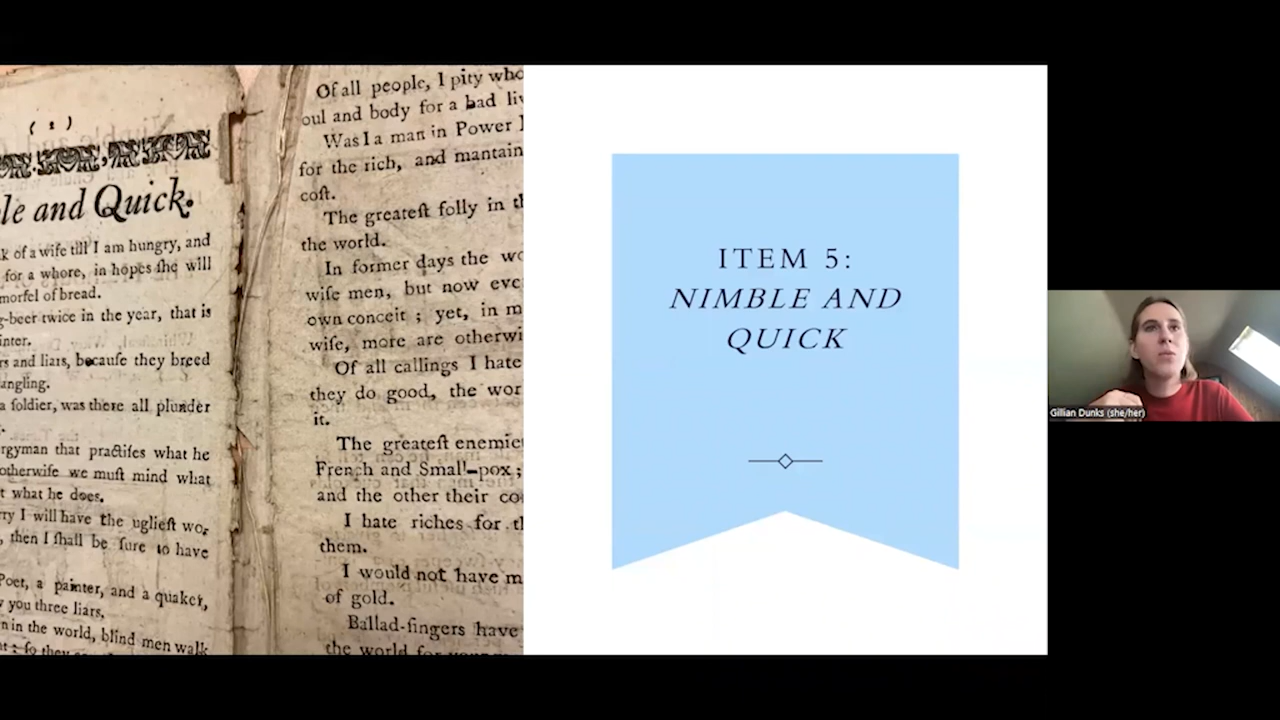 ( 2 )
le and Quick.
k of a wife till I am hungry, and
for a whore, in hopes ſhe will
morſel of bread.
g-beer twice in the year, that is
inter.
rs and liars, becauſe they breed
angling.
a ſoldier, was there all plunder
rgyman that practiſes what he
otherwiſe we muſt mind what
t what he does.
ry I will have the uglieſt wo-
, then I ſhall be ſure to have
Poet, a painter, and a quaker,
y you three liars.
n in the world, blind men walk
Of all people, I pity who
oul and body for a bad liv
Was I a man in Power I
for the rich, and mantain
coſt.
The greateſt folly in th
the world.
In former days the wo
wiſe men, but now eve
own conceit ; yet, in m
wiſe, more are otherwi
Of all callings I hate
they do good, the wor
it.
The greateſt enemie
French and Small-pox ;
and the other their co
I hate riches for th
them.
I would not have m
of gold.
Ballad-ſingers have
the world for
ITEM 5:
NIMBLE AND
QUICK
Gillian Dunks (she/her)